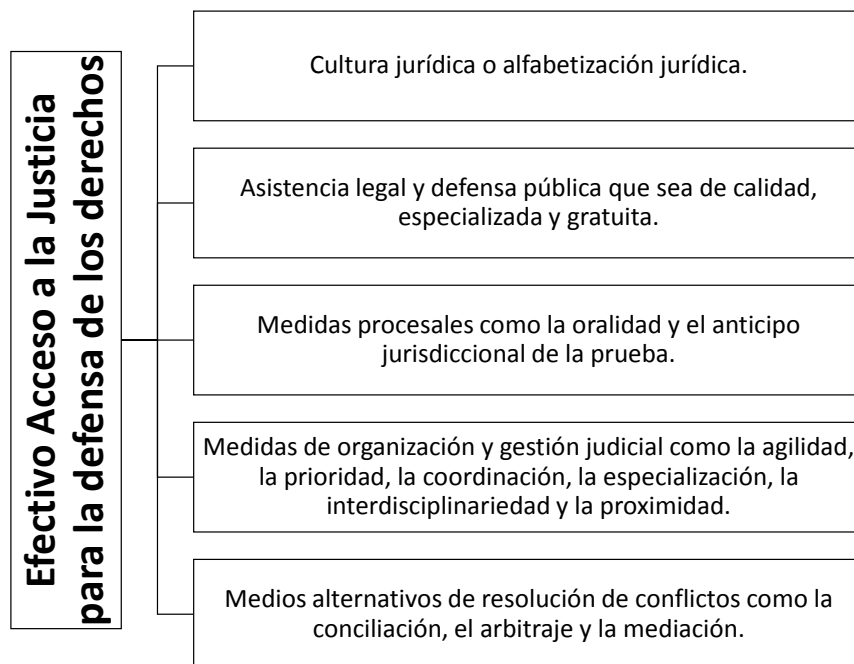 Efectivo Acceso a la Justicia
para la defensa de los derechos
Cultura jurídica o alfabetización jurídica.
Asistencia legal y defensa pública que sea de calidad,
especializada y gratuita.
Medidas procesales como la oralidad y el anticipo
jurisdiccional de la prueba.
Medidas de organización y gestión judicial como la agilidad,
la prioridad, la coordinación, la especialización, la
interdisciplinariedad y la proximidad.
Medios alternativos de resolución de conflictos como la
conciliación, el arbitraje y la mediación.